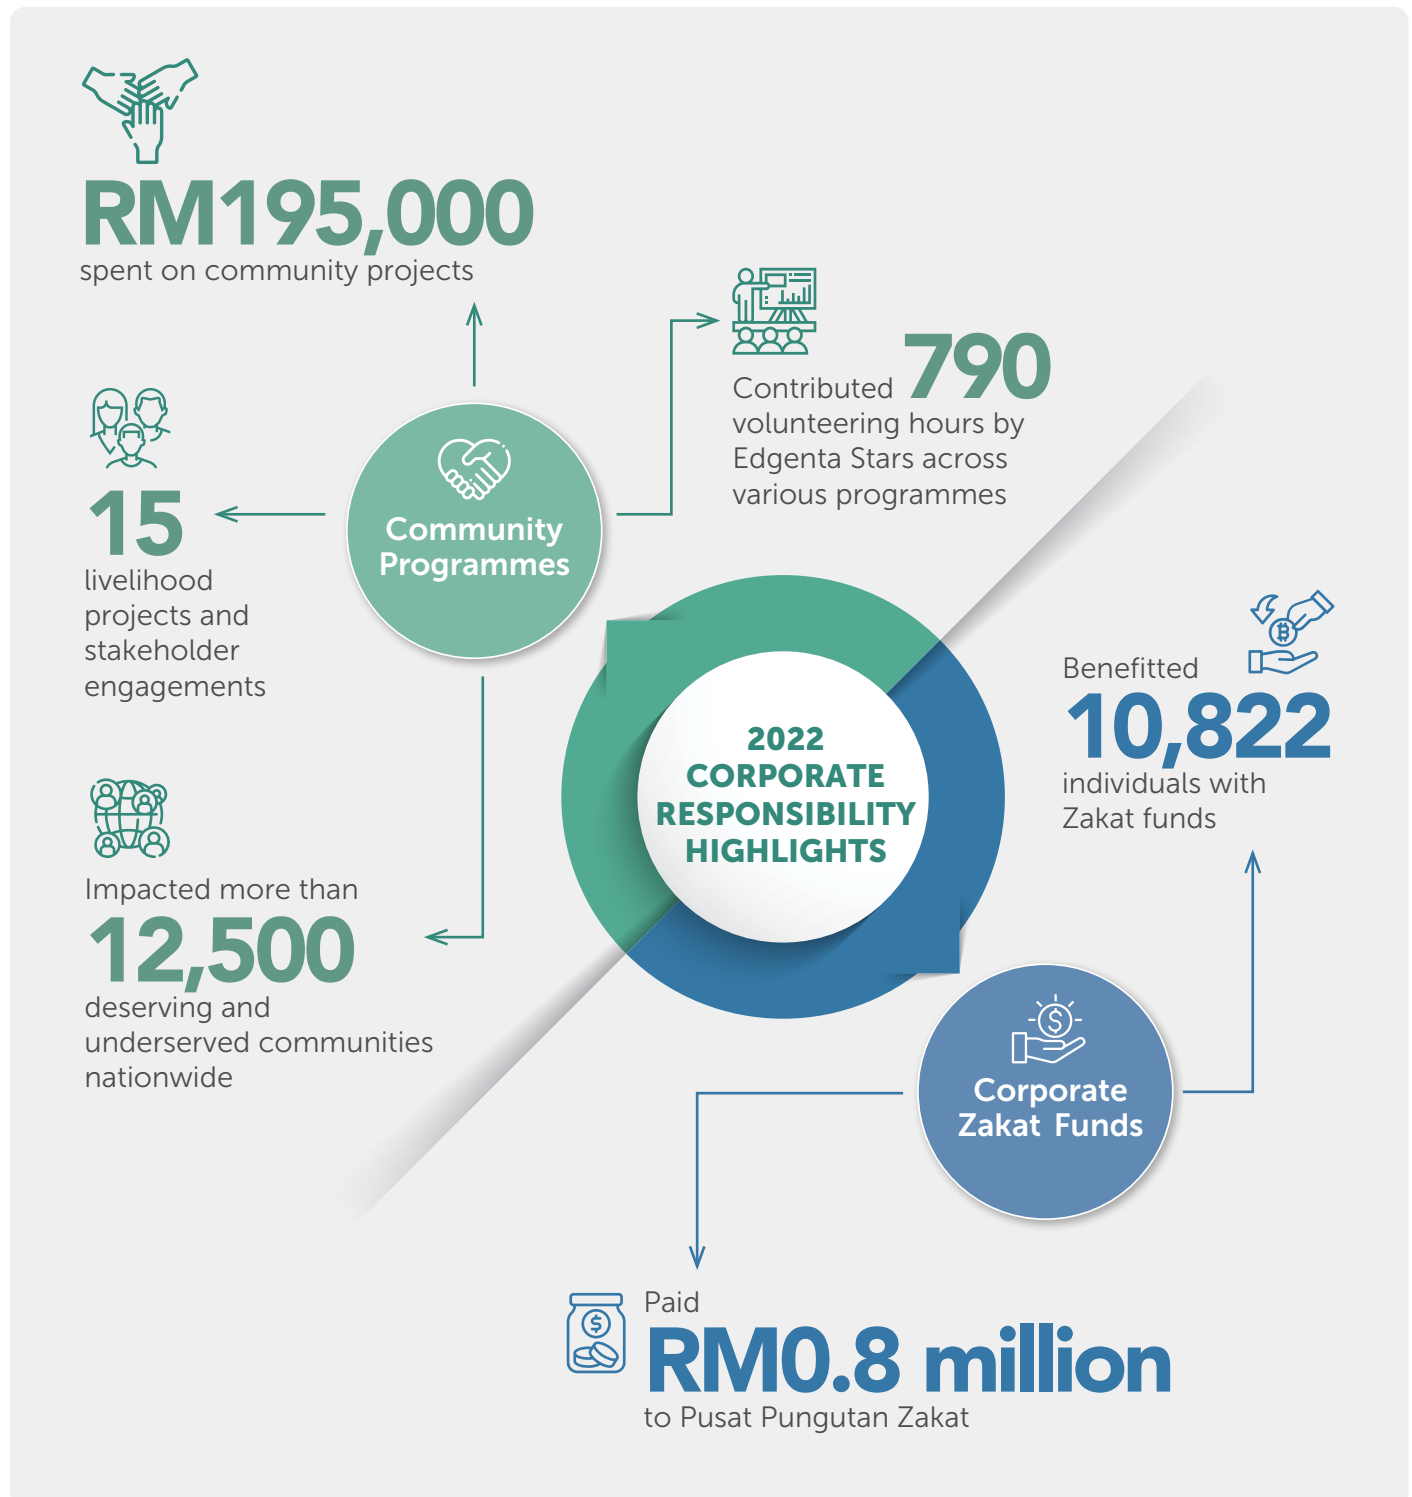 RM195,000
spent on community projects
Contributed 790
volunteering hours by
Edgenta Stars across
various programmes
15
livelihood
projects and
stakeholder
engagements
Community
Programmes
Impacted more than
12,500
deserving and
underserved communities
nationwide
2022
CORPORATE
RESPONSIBILITY
HIGHLIGHTS
Benefitted
10,822
individuals with
Zakat funds
Corporate
Zakat Funds
Paid
RM0.8 million
to Pusat Pungutan Zakat